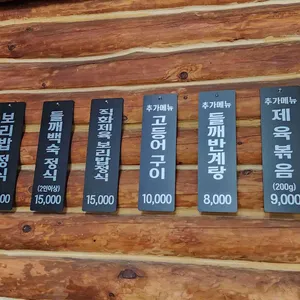 보리밥정식
000
들깨백숙 정식
(2인이상)
15,000
직화제육 보리밥정식
15,000
추가메뉴
고등어 구이
10,000
추가메뉴
들깨반계탕
8,000
추가메뉴
제육 볶음
(200g)
9,000